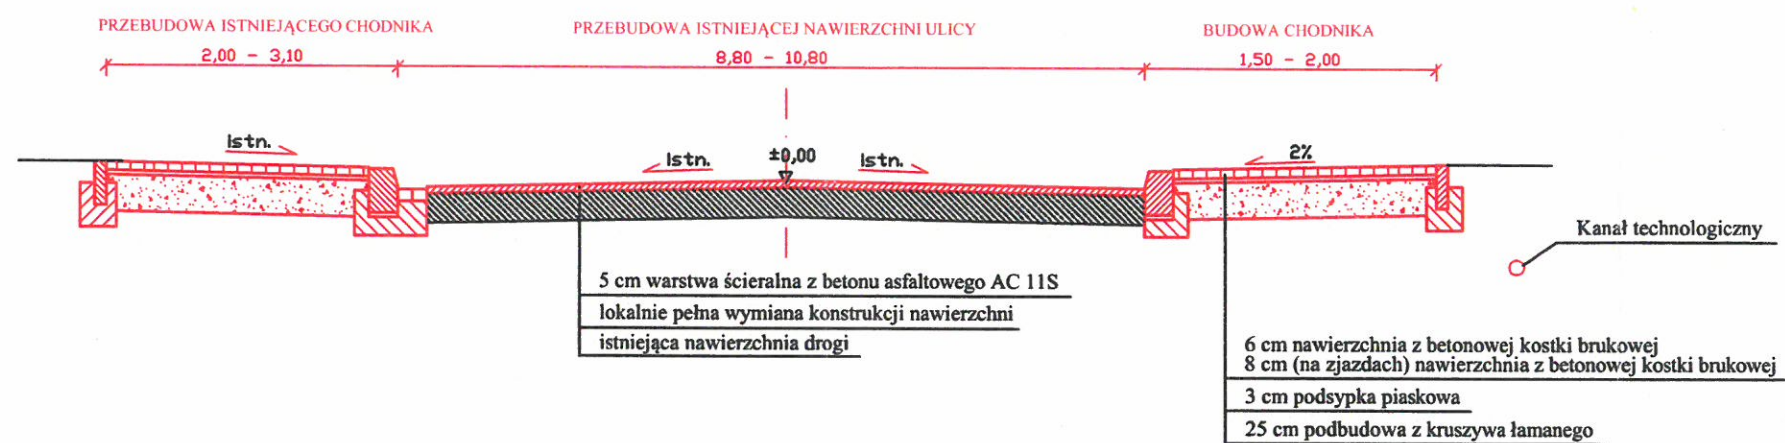 PRZEBUDOWA ISTNIEJĄCEGO CHODNIKA
2,00 - 3,10
PRZEBUDOWA ISTNIEJĄCEJ NAWIERZCHNI ULICY
8,80 - 10,80
BUDOWA CHODNIKA
1,50 - 2,00
Istn.
Istn.
±0,00
Istn.
2%
Kanał technologiczny
5 cm warstwa ścieralna z betonu asfaltowego AC 11S
lokalnie pełna wymiana konstrukcji nawierzchni
istniejąca nawierzchnia drogi
6 cm nawierzchnia z betonowej kostki brukowej
8 cm (na zjazdach) nawierzchnia z betonowej kostki brukowej
3 cm podsypka piaskowa
25 cm podbudowa z kruszywa łamanego